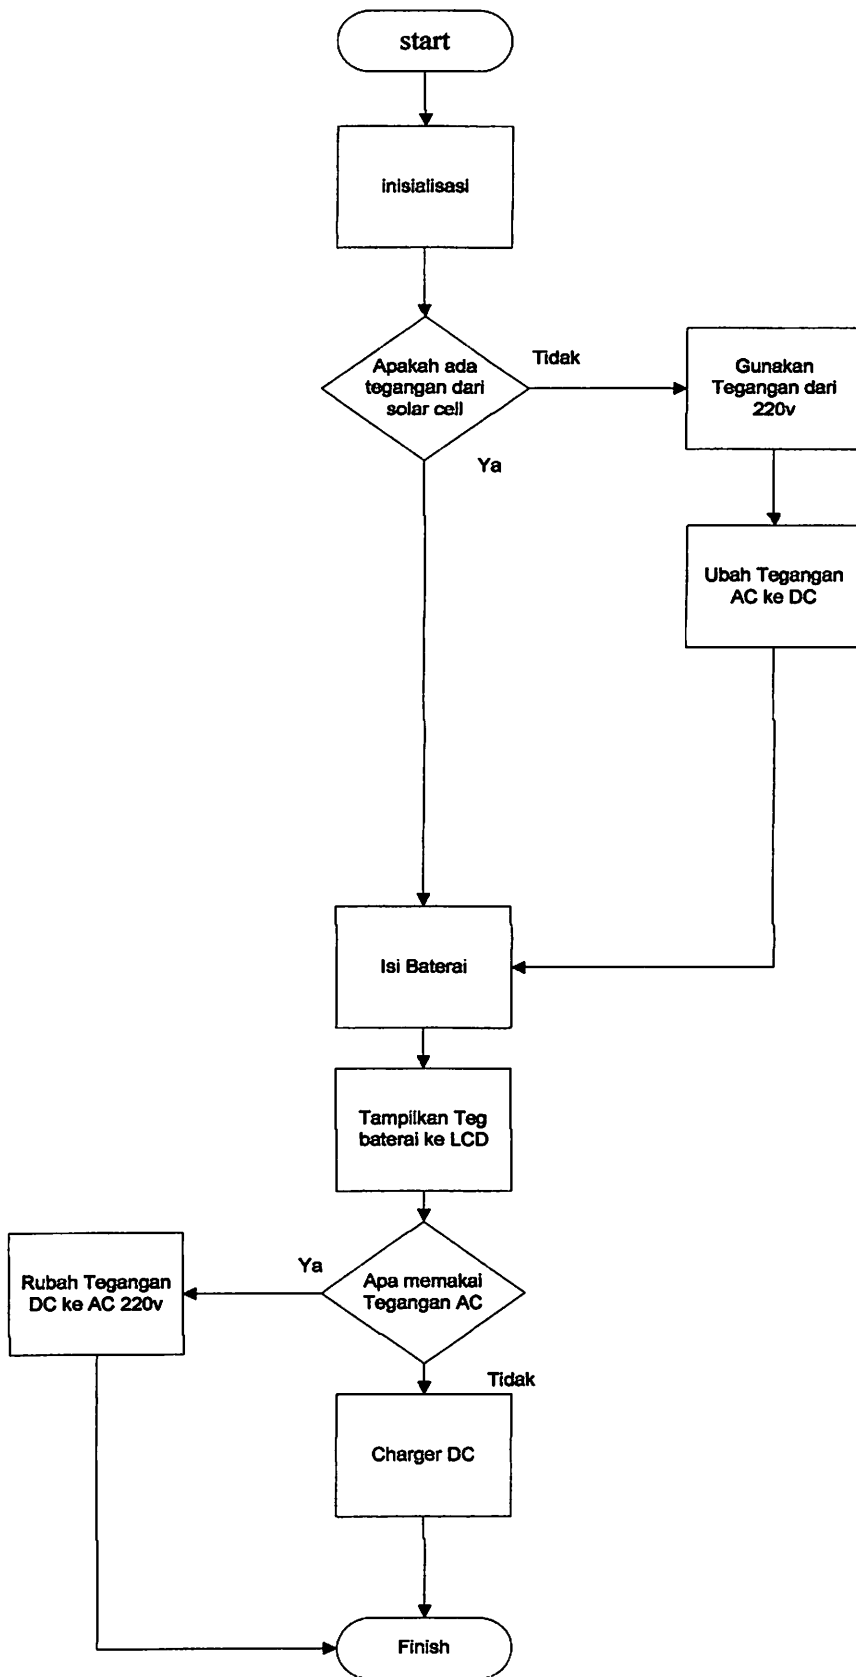 start
inisialisasi
Apakah ada
tegangan dari
solar cell
Tidak
Gunakan
Tegangan dari
220v
Ya
Ubah Tegangan
AC ke DC
Isi Baterai
Tampilkan Teg
baterai ke LCD
Ya
Rubah Tegangan
DC ke AC 220v
Apa memakai
Tegangan AC
Tidak
Charger DC
Finish